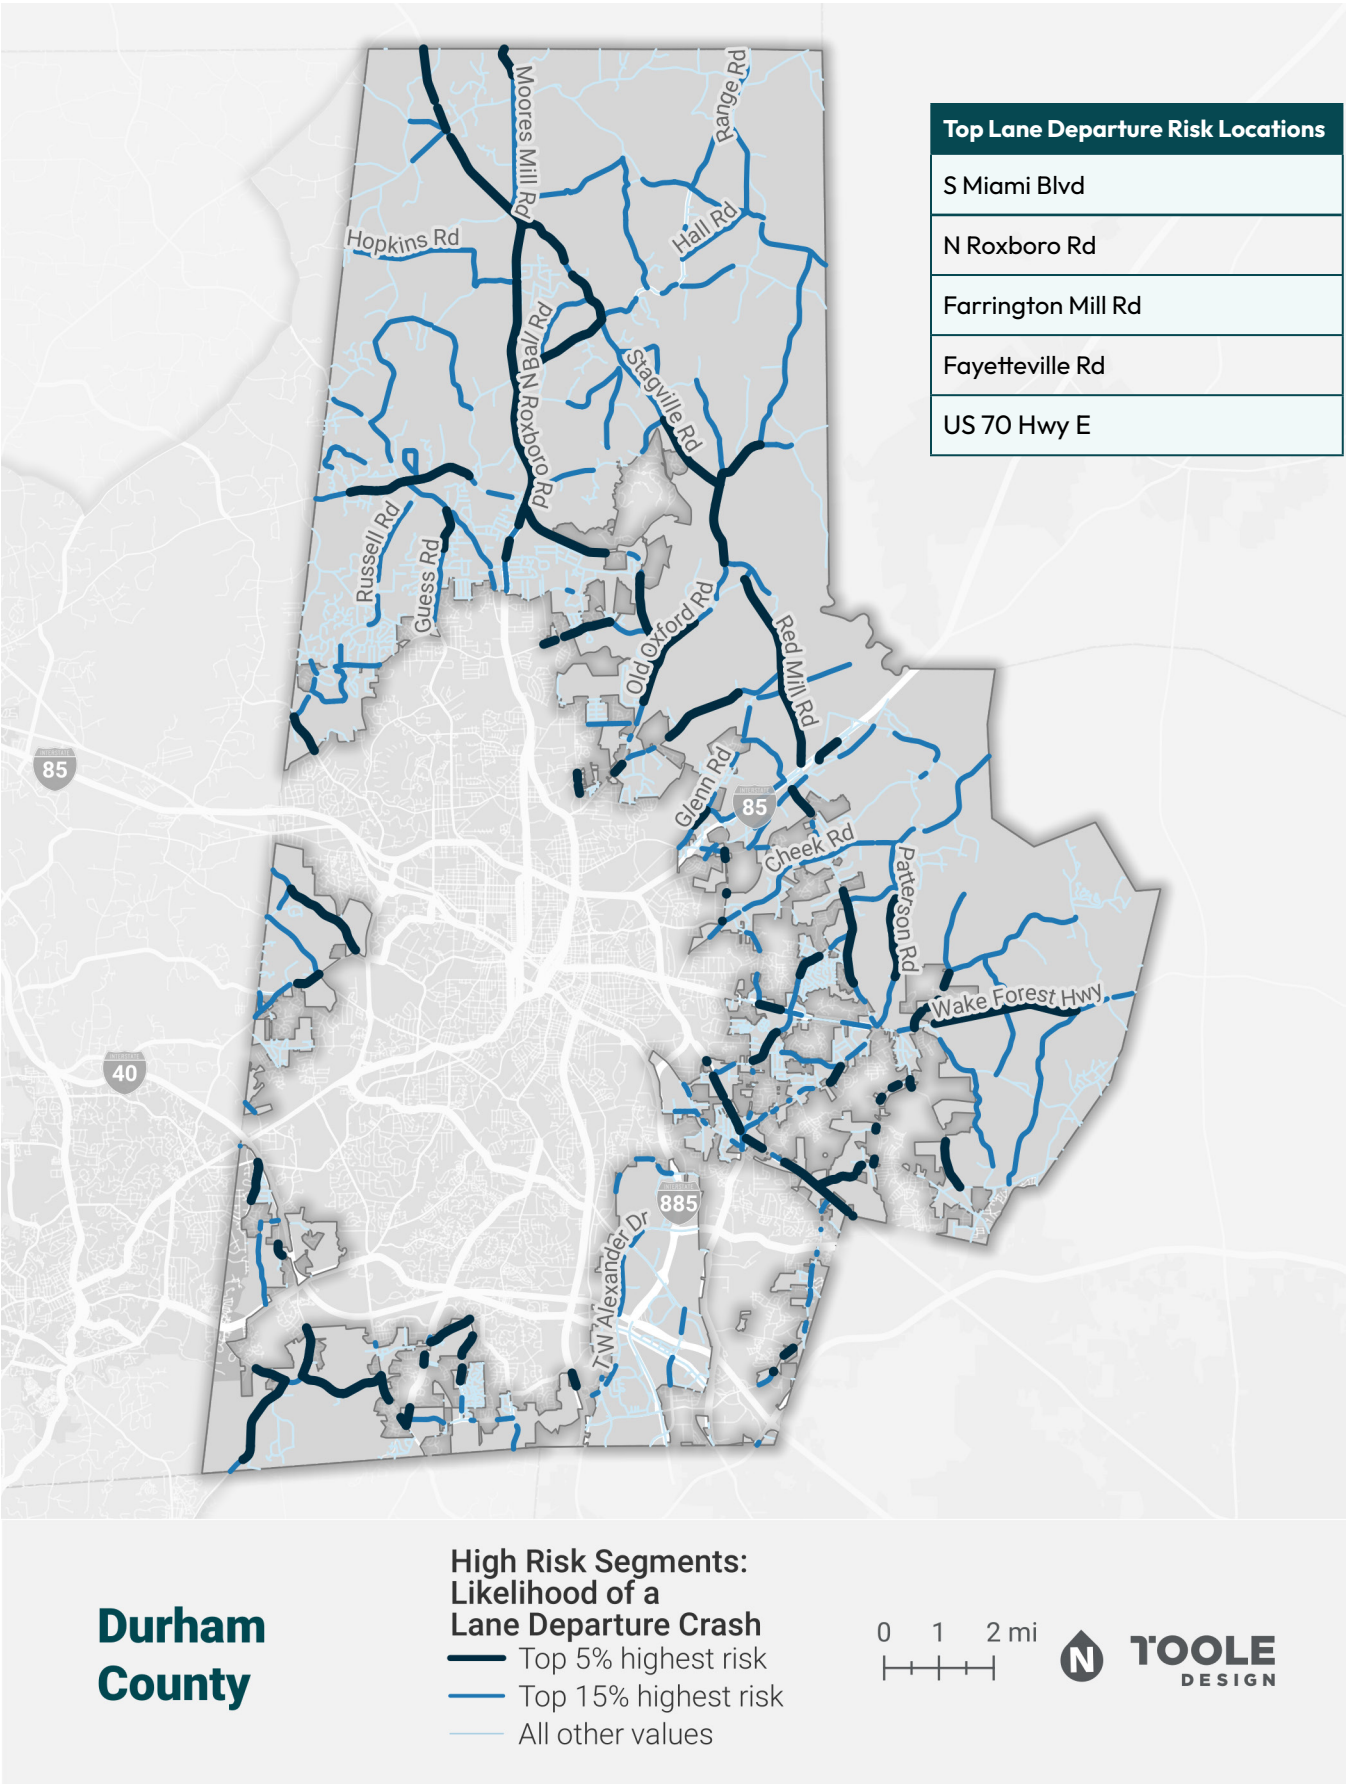 Moores Mill Rd
Range Rd
Top Lane Departure Risk Locations
S Miami Blvd
Hall Rd
Hopkins Rd
N Roxboro Rd
Farrington Mill Rd
Ball Rd
Stagville Rd
Fayetteville Rd
N Roxboro Rd
US 70 Hwy E
Russell Rd
Guess Rd
Old Oxford Rd
Red Mill Rd
INTERSTATE
85
Glenn Rd
INTERSTATE
85
Cheek Rd
Patterson Rd
Wake Forest Hwy
INTERSTATE
40
INTERSTATE
885
T.W Alexander Dr
Durham
County
High Risk Segments:
Likelihood of a
Lane Departure Crash
Top 5% highest risk
Top 15% highest risk
All other values
0 1 2 mi
N
TOOLE
DESIGN